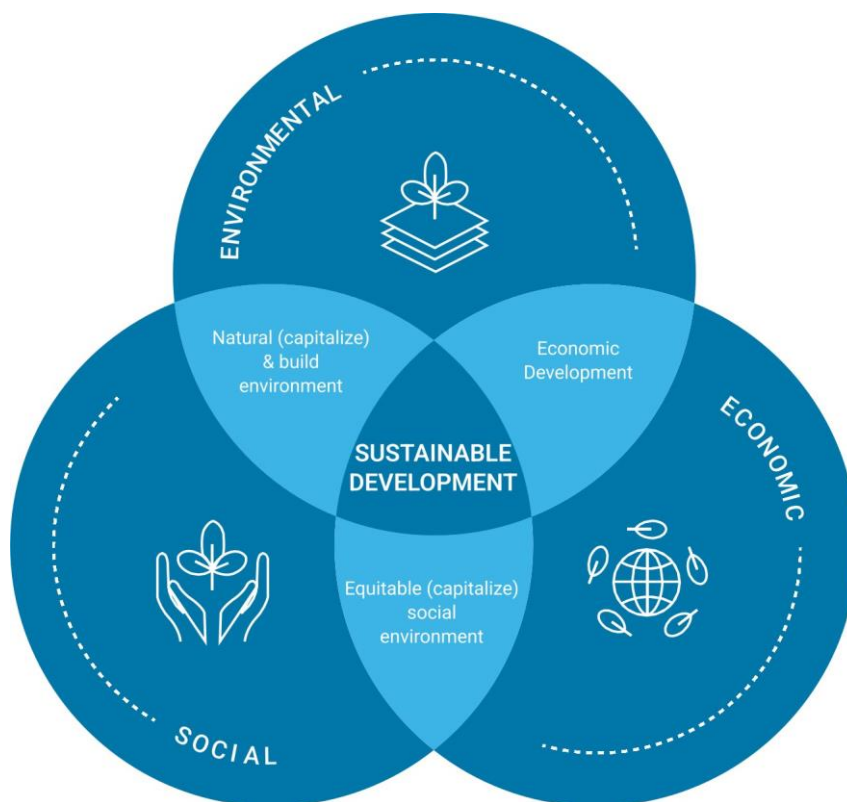 ENVIRONMENTAL
Natural (capitalize)
& build
environment
Economic
Development
ECONOMIC
SUSTAINABLE
DEVELOPMENT
Equitable (capitalize)
social
environment
SOCIAL